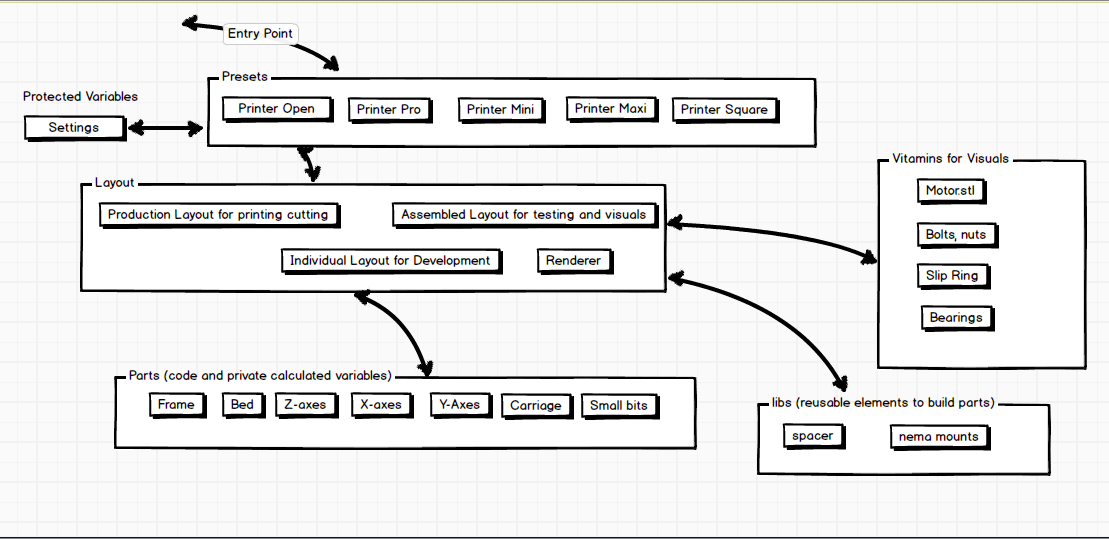 Entry Point
Presets
Protected Variables
Printer Open
Printer Pro
Printer Mini
Printer Maxi
Printer Square
Settings
Vitamins for Visuals
Layout
Motor.stl
Production Layout for printing cutting
Assembled Layout for testing and visuals
Bolts, nuts
Individual Layout for Development
Renderer
Slip Ring
Bearings
Parts (code and private calculated variables)
Frame
Bed
Z-axes
X-axes
Y-Axes
Carriage
Small bits
libs (reusable elements to build parts)
spacer
nema mounts